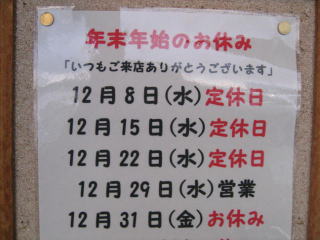 年末年始のお休み
「いつもご来店ありがとうございます」
12月8日(水)定休日
12月15日(水)定休日
12月22日(水)定休日
12月29日(水)営業
12月31日(金)お休み